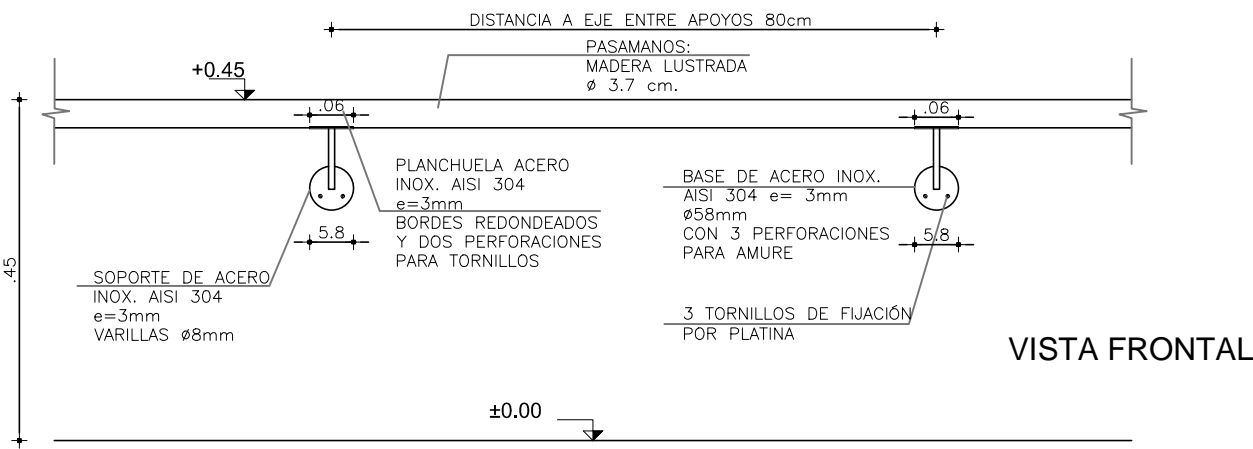 DISTANCIA A EJE ENTRE APOYOS 80cm
PASAMANOS:
MADERA LUSTRADA
ø 3.7 cm.
+0.45
.06
.06
PLANCHUELA ACERO
INOX. AISI 304
e=3mm
BORDES REDONDEADOS
Y DOS PERFORACIONES
PARA TORNILLOS
BASE DE ACERO INOX.
AISI 304 e= 3mm
ø58mm
CON 3 PERFORACIONES
PARA AMURE
5.8
5.8
.45
SOPORTE DE ACERO
INOX. AISI 304
e=3mm
VARILLAS ø8mm
3 TORNILLOS DE FIJACIÓN
POR PLATINA
VISTA FRONTAL
±0.00